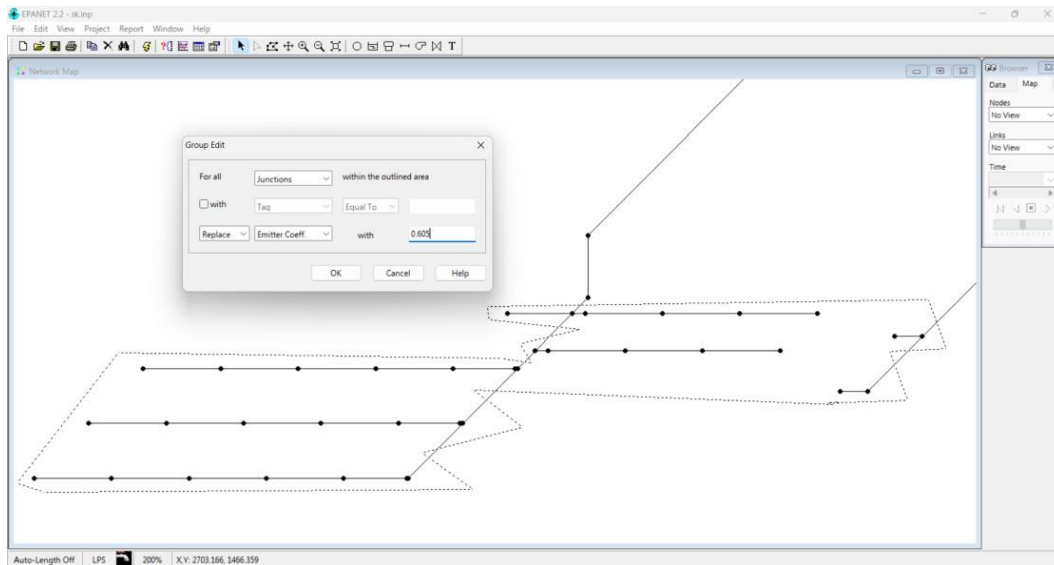 EPANET 2.2 - sk.inp
File Edit View Project Report Window Help
T
Network Map
Browser
Data Map
Nodes
No View
Links
No View
Time
Group Edit
For all Junctions within the outlined area
with Tag Equal To
Replace Emitter Coeff. with 0.605
OK Cancel Help
Auto-Length Off LPS 200% X,Y: 2703.166, 1466.359